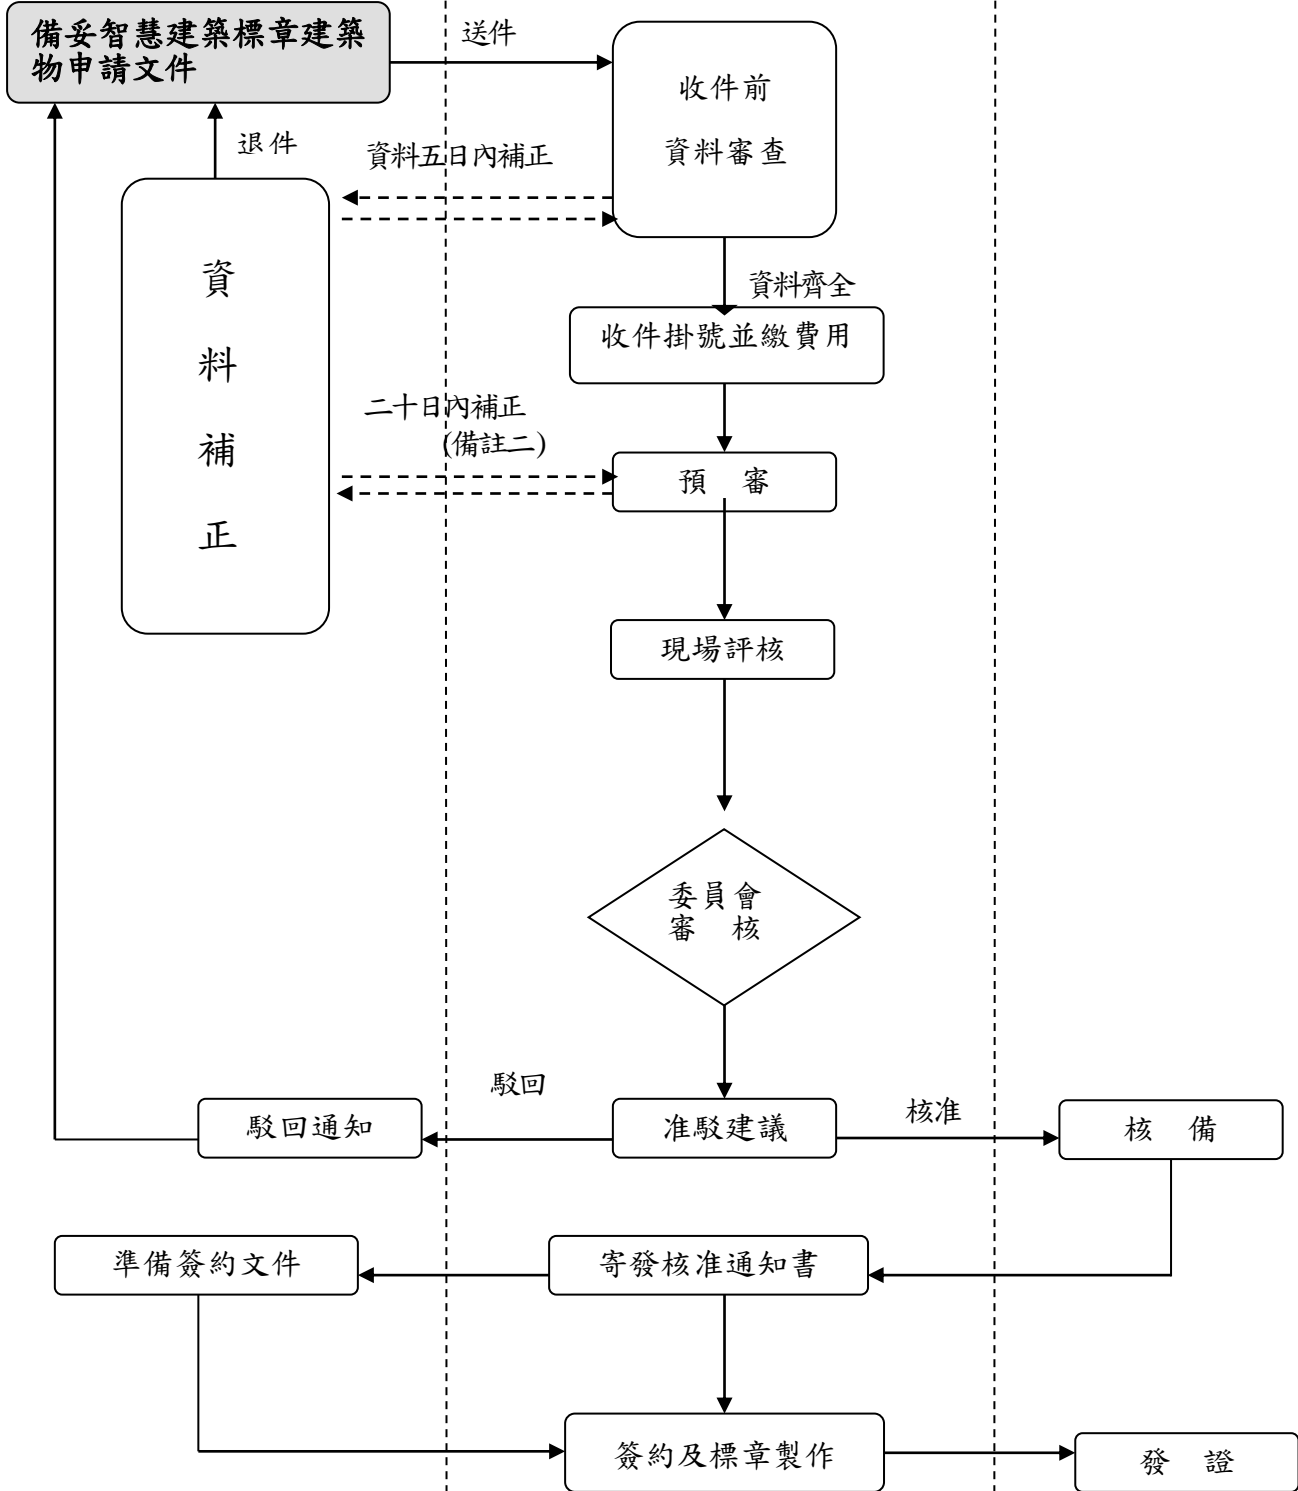 備妥智慧建築標章建築
物申請文件
送件
收件前
資料審查
退件
資料五日內補正
資
料
補
正
資料齊全
收件掛號並繳費用
二十日內補正
(備註二)
預 審
現場評核
委員會
審 核
駁回
核准
駁回通知
准駁建議
核 備
準備簽約文件
寄發核准通知書
簽約及標章製作
發 證